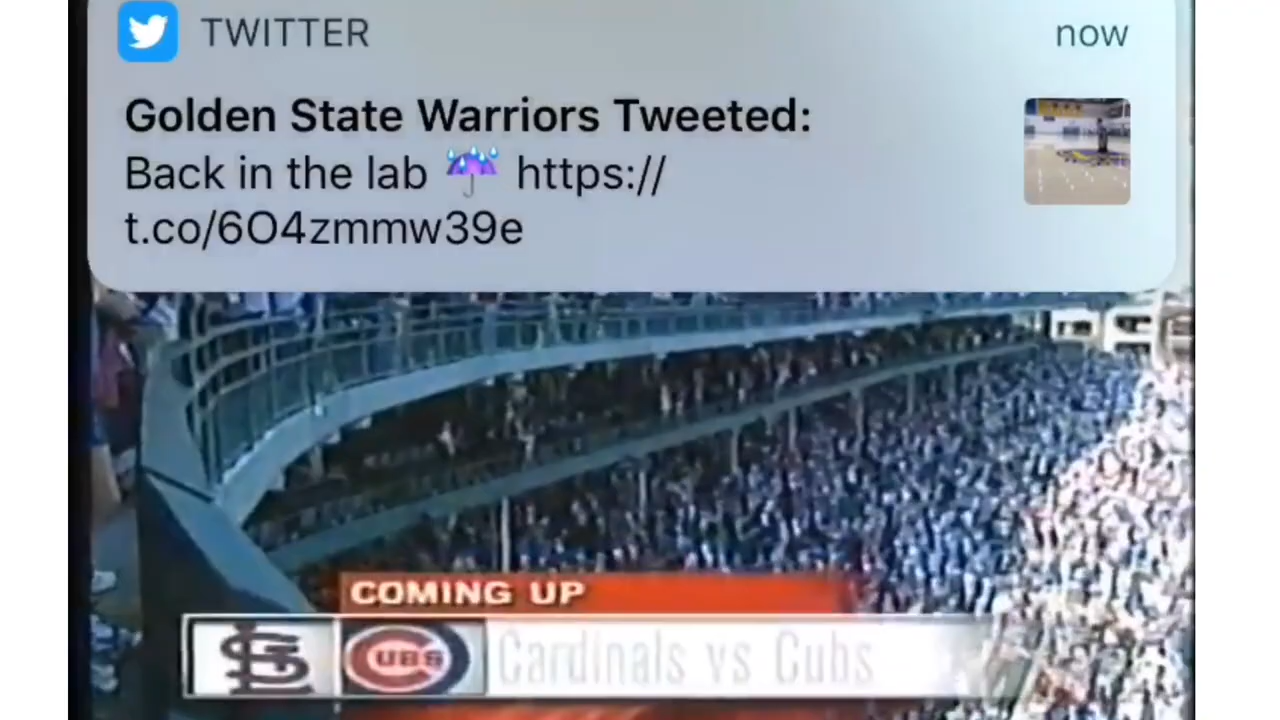 TWITTER
now
Golden State Warriors Tweeted:
Back in the lab ☔ https://
t.co/6O4zmmw39e
COMING UP
STL CUBS Cardinals vs Cubs